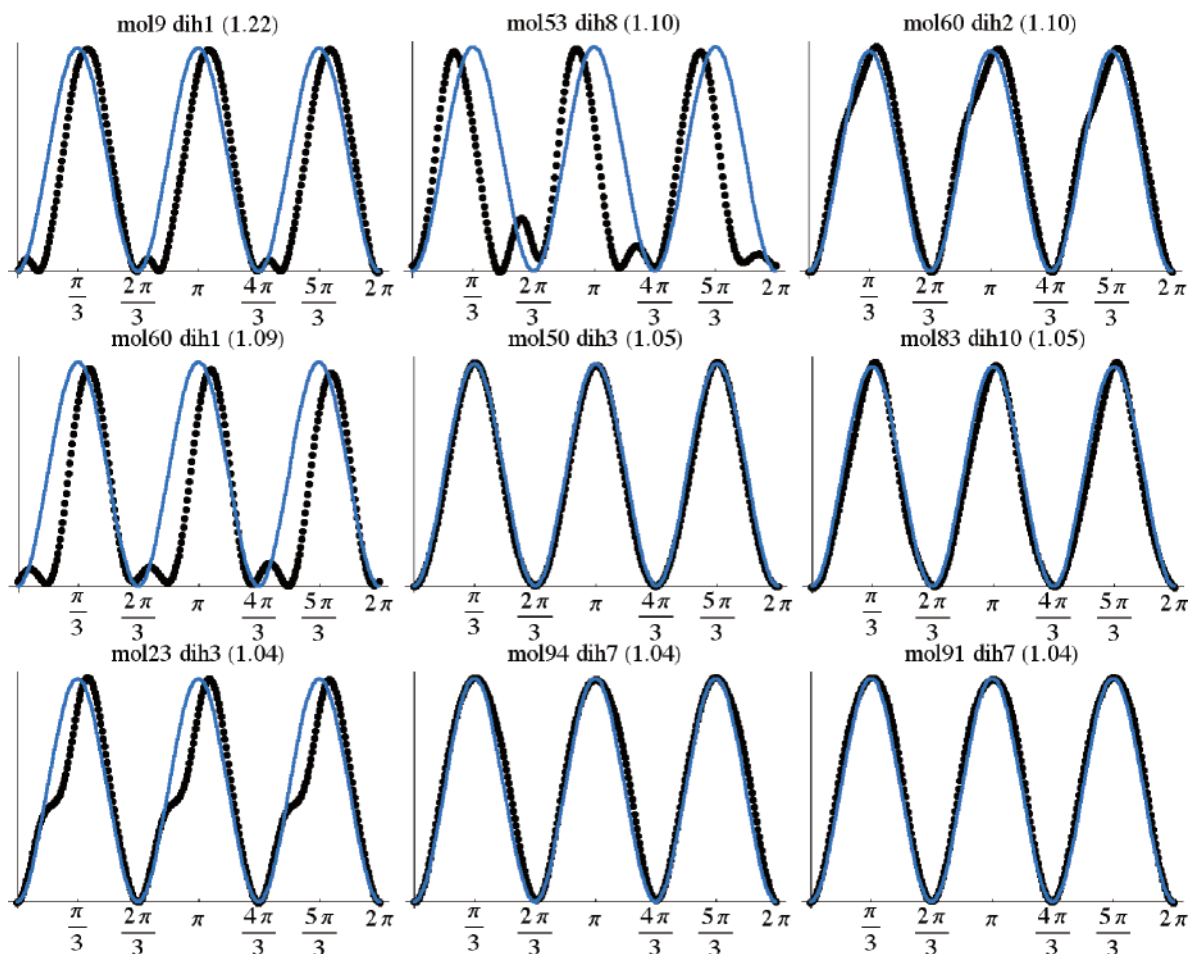 mol9 dih1 (1.22) mol53 dih8 (1.10) mol60 dih2 (1.10)
π/3 2π/3 π 4π/3 5π/3 2π π/3 2π/3 π 4π/3 5π/3 2π π/3 2π/3 π 4π/3 5π/3 2π
mol60 dih1 (1.09) mol50 dih3 (1.05) mol83 dih10 (1.05)
π/3 2π/3 π 4π/3 5π/3 2π π/3 2π/3 π 4π/3 5π/3 2π π/3 2π/3 π 4π/3 5π/3 2π
mol23 dih3 (1.04) mol94 dih7 (1.04) mol91 dih7 (1.04)
π/3 2π/3 π 4π/3 5π/3 2π π/3 2π/3 π 4π/3 5π/3 2π π/3 2π/3 π 4π/3 5π/3 2π